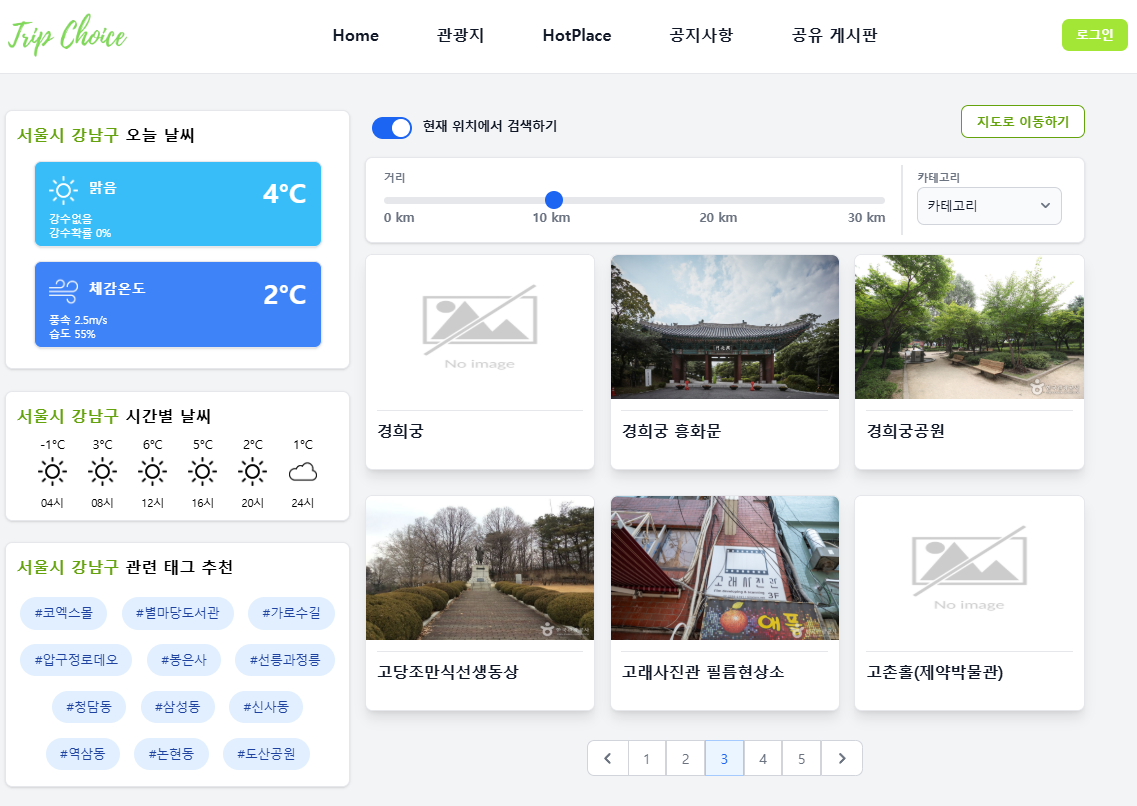 Trip Choice
Home
관광지
HotPlace
공지사항
공유 게시판
로그인
서울시 강남구 오늘 날씨
맑음
4°C
강수없음
강수확률 0%
체감온도
2°C
풍속 2.5m/s
습도 55%
서울시 강남구 시간별 날씨
-1°C 3°C 6°C 5°C 2°C 1°C
04시 08시 12시 16시 20시 24시
서울시 강남구 관련 태그 추천
#코엑스몰 #별마당도서관 #가로수길
#압구정로데오 #봉은사 #선릉과정릉
#청담동 #삼성동 #신사동
#역삼동 #논현동 #도산공원
현재 위치에서 검색하기
지도로 이동하기
거리
0 km 10 km 20 km 30 km
카테고리
카테고리
No image
경희궁
경희궁 흥화문
경희궁공원
고당조만식선생동상
고래사진관
3F
애플
고래사진관 필름현상소
No image
고촌홀(제약박물관)
1 2 3 4 5